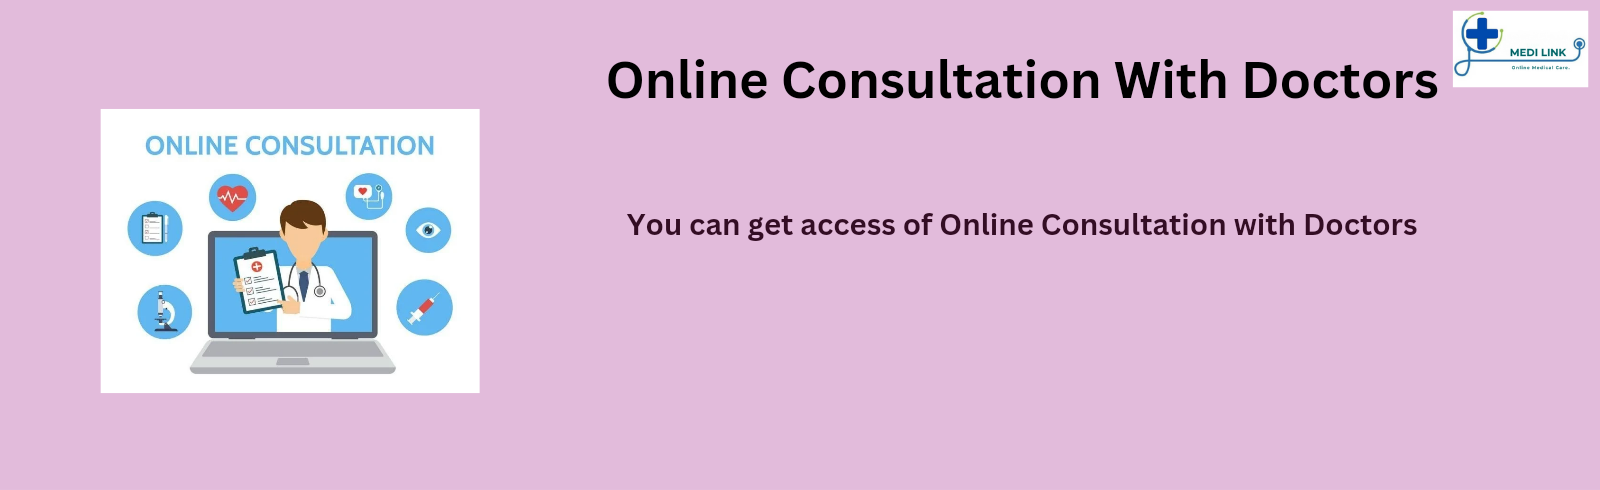 Online Consultation With Doctors
MEDI LINK
Online Medical Care.
ONLINE CONSULTATION
You can get access of Online Consultation with Doctors